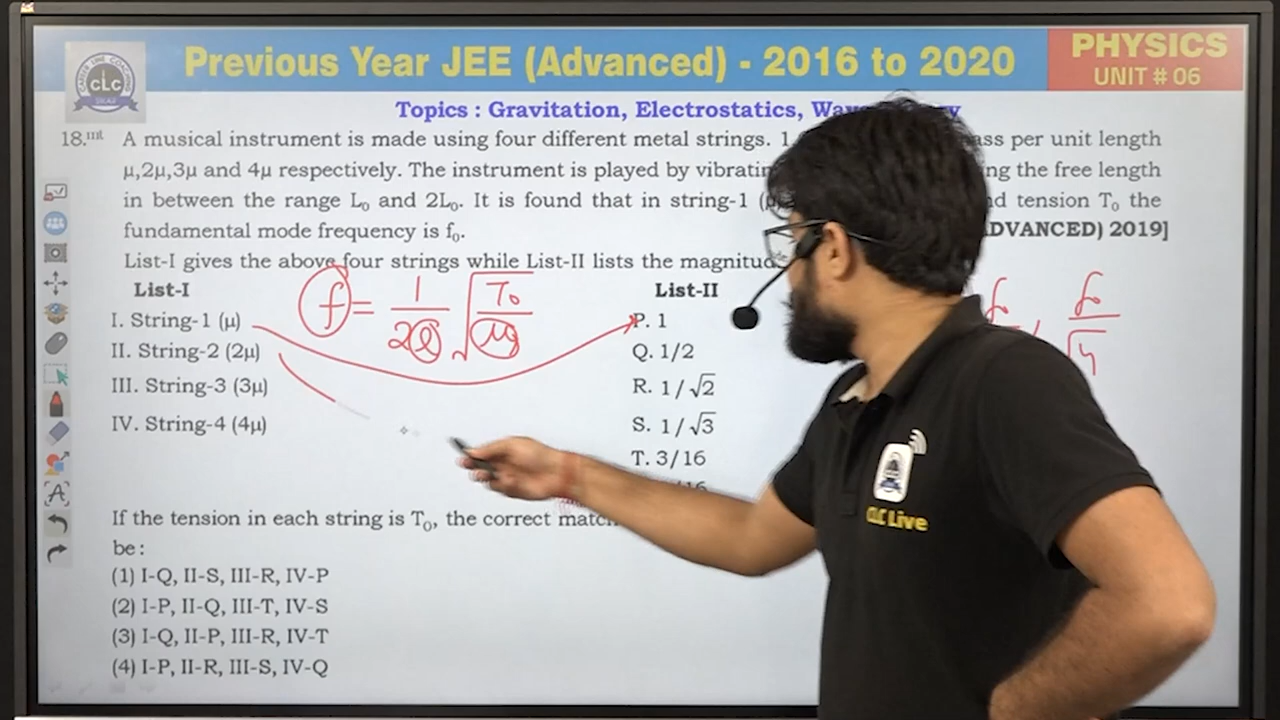 Previous Year JEE (Advanced) - 2016 to 2020
PHYSICS
UNIT # 06
CLC
Topics : Gravitation, Electrostatics, Wave
18. A musical instrument is made using four different metal strings. 1, mass per unit length
μ,2μ,3μ and 4μ respectively. The instrument is played by the free length
in between the range L₀ and 2L₀. It is found that in string-1 (μ) tension T₀ the
fundamental mode frequency is f₀. ADVANCED) 2019]
List-I gives the above four strings while List-II lists the
List-I
List-II
f = 1/2l √T₀/μ
f₀/√4
I. String-1 (μ)
P. 1
II. String-2 (2μ)
Q. 1/2
III. String-3 (3μ)
R. 1/√2
IV. String-4 (4μ)
S. 1/√3
T. 3/16
If the tension in each string is T₀, the correct match
be :
(1) I-Q, II-S, III-R, IV-P
(2) I-P, II-Q, III-T, IV-S
(3) I-Q, II-P, III-R, IV-T
(4) I-P, II-R, III-S, IV-Q
CLC Live